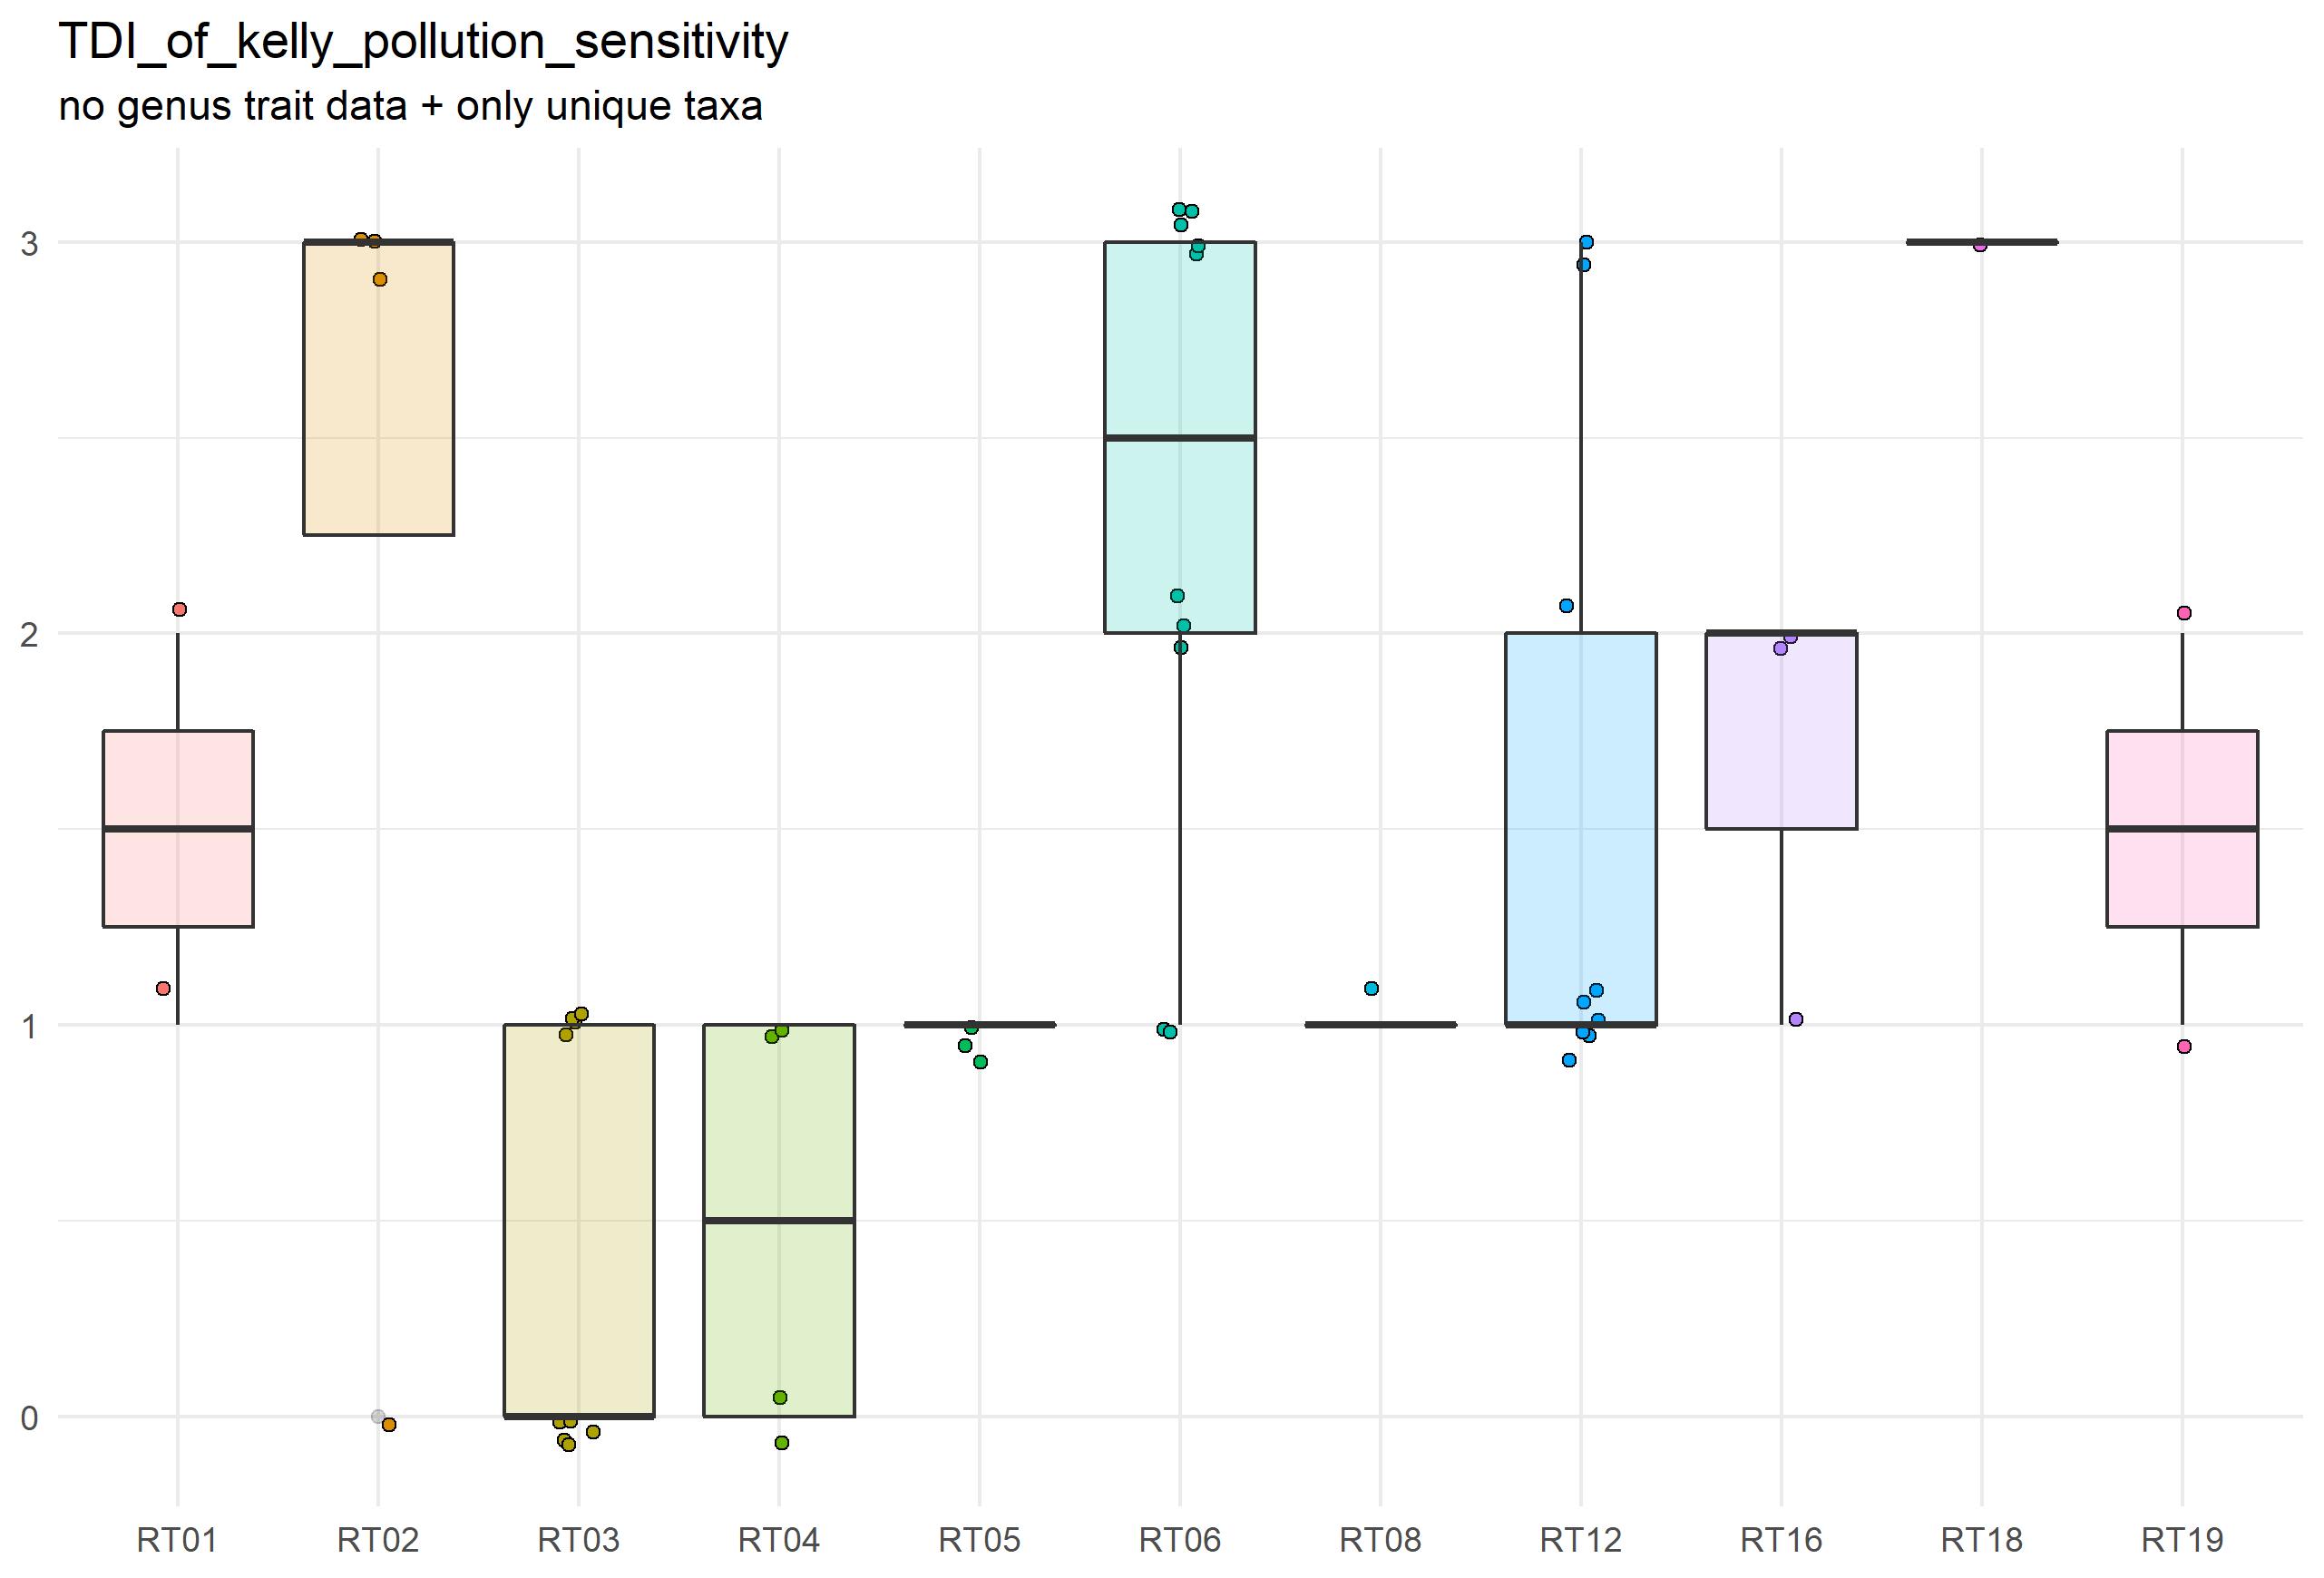 TDI_of_kelly_pollution_sensitivity
no genus trait data + only unique taxa
3
2
1
0
RT01 RT02 RT03 RT04 RT05 RT06 RT08 RT12 RT16 RT18 RT19